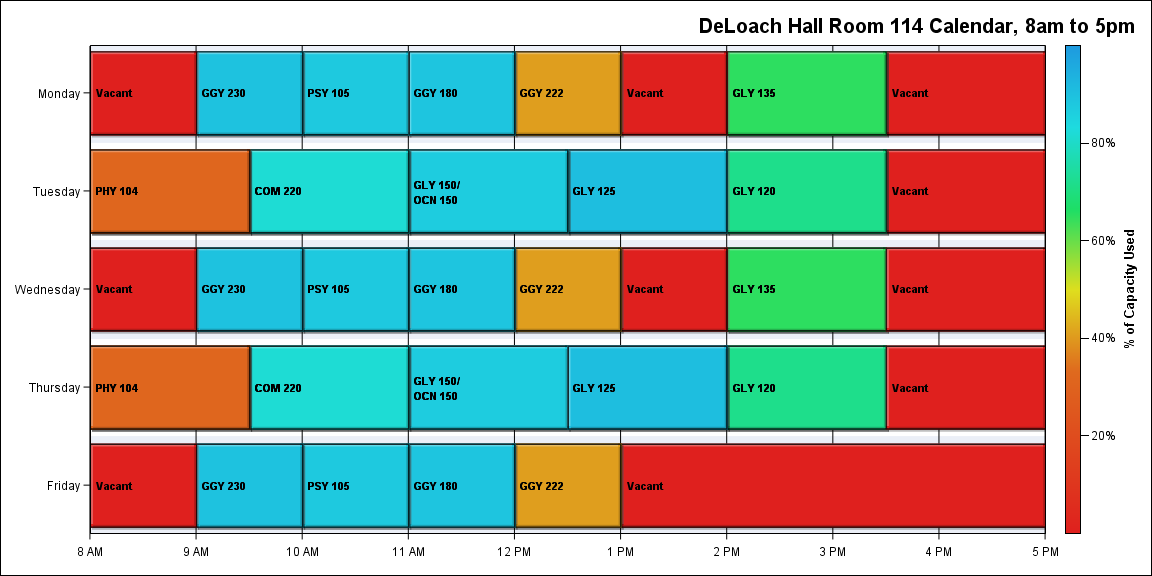 DeLoach Hall Room 114 Calendar, 8am to 5pm
Monday
Vacant
GGY 230
PSY 105
GGY 180
GGY 222
Vacant
GLY 135
Vacant
Tuesday
PHY 104
COM 220
GLY 150/
OCN 150
GLY 125
GLY 120
Vacant
Wednesday
Vacant
GGY 230
PSY 105
GGY 180
GGY 222
Vacant
GLY 135
Vacant
Thursday
PHY 104
COM 220
GLY 150/
OCN 150
GLY 125
GLY 120
Vacant
Friday
Vacant
GGY 230
PSY 105
GGY 180
GGY 222
Vacant
8 AM
9 AM
10 AM
11 AM
12 PM
1 PM
2 PM
3 PM
4 PM
5 PM
80%
60%
40%
20%
% of Capacity Used